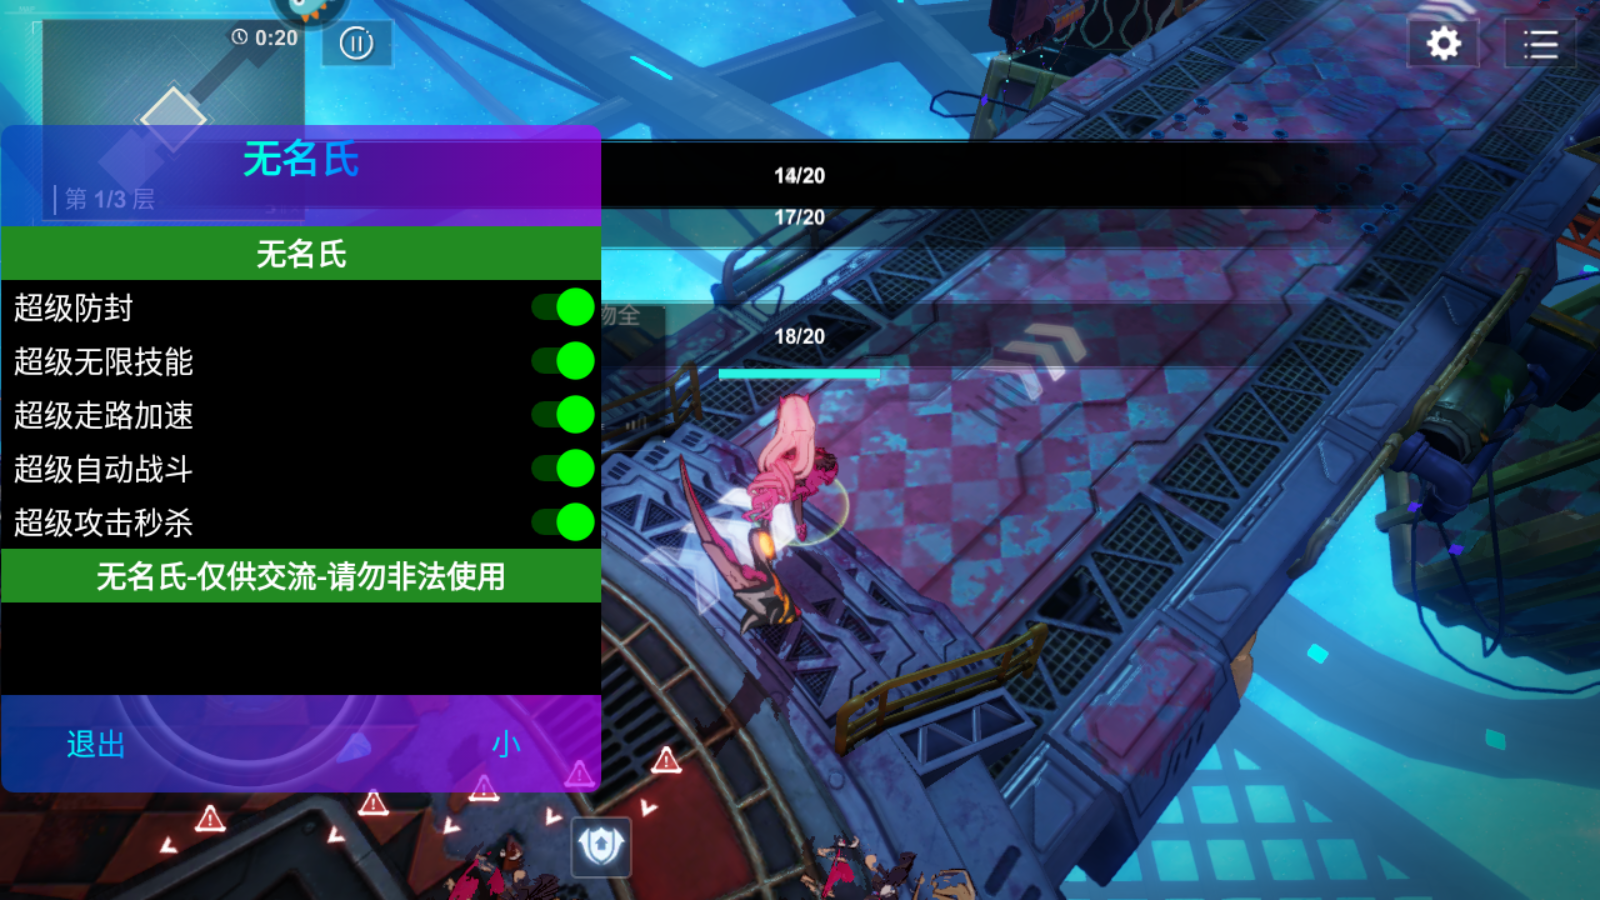 0:20
无名氏
第 1/3 层
14/20
17/20
无名氏
超级防封
物全
18/20
超级无限技能
超级走路加速
超级自动战斗
超级攻击秒杀
无名氏-仅供交流-请勿非法使用
退出
小